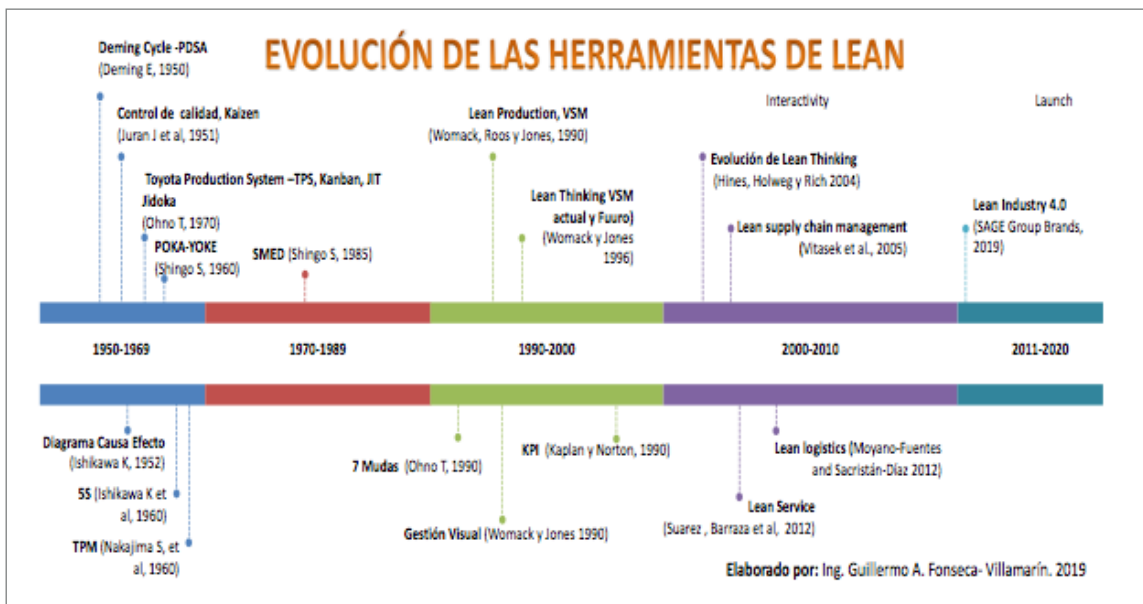 EVOLUCIÓN DE LAS HERRAMIENTAS DE LEAN
Deming Cycle -PDSA
(Deming E, 1950)
Control de calidad, Kaizen
(Juran J et al, 1951)
Toyota Production System –TPS, Kanban, JIT
Jidoka
(Ohno T, 1970)
POKA-YOKE
(Shingo S, 1960)
SMED (Shingo S, 1985)
Lean Production, VSM
(Womack, Roos y Jones, 1990)
Lean Thinking VSM
actual y Fuuro)
(Womack y Jones
1996)
Interactivity
Evolución de Lean Thinking
(Hines, Holweg y Rich 2004)
Lean supply chain management
(Vitasek et al., 2005)
Launch
Lean Industry 4.0
(SAGE Group Brands,
2019)
1950-1969
1970-1989
1990-2000
2000-2010
2011-2020
Diagrama Causa Efecto
(Ishikawa K, 1952)
5S (Ishikawa K et
al, 1960)
TPM (Nakajima S, et
al, 1960)
7 Mudas (Ohno T, 1990)
KPI (Kaplan y Norton, 1990)
Gestión Visual (Womack y Jones 1990)
Lean logistics (Moyano-Fuentes
and Sacristán-Díaz 2012)
Lean Service
(Suarez , Barraza et al, 2012)
Elaborado por: Ing. Guillermo A. Fonseca- Villamarín. 2019